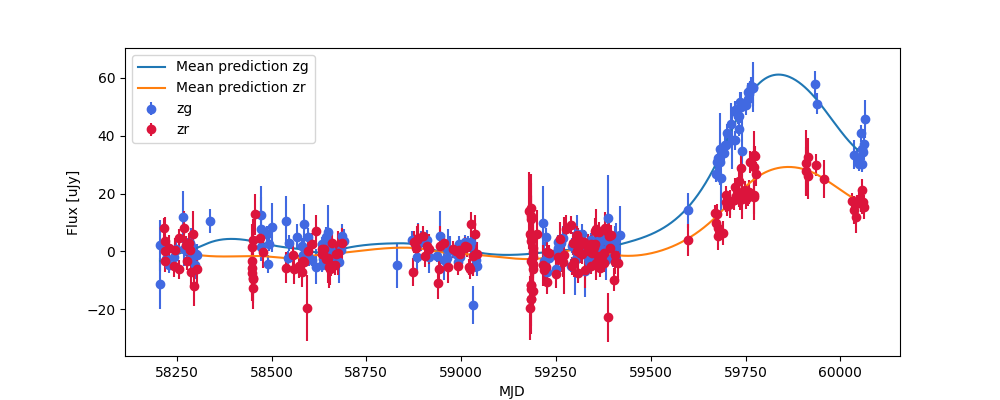 Mean prediction zg
Mean prediction zr
zg
zr
Flux [uJy]
60
40
20
0
−20
58250 58500 58750 59000 59250 59500 59750 60000
MJD